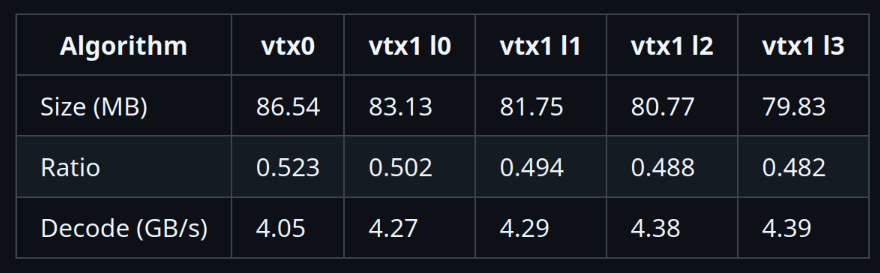 Algorithm vtx0 vtx1 l0 vtx1 l1 vtx1 l2 vtx1 l3
Size (MB) 86.54 83.13 81.75 80.77 79.83
Ratio 0.523 0.502 0.494 0.488 0.482
Decode (GB/s) 4.05 4.27 4.29 4.38 4.39